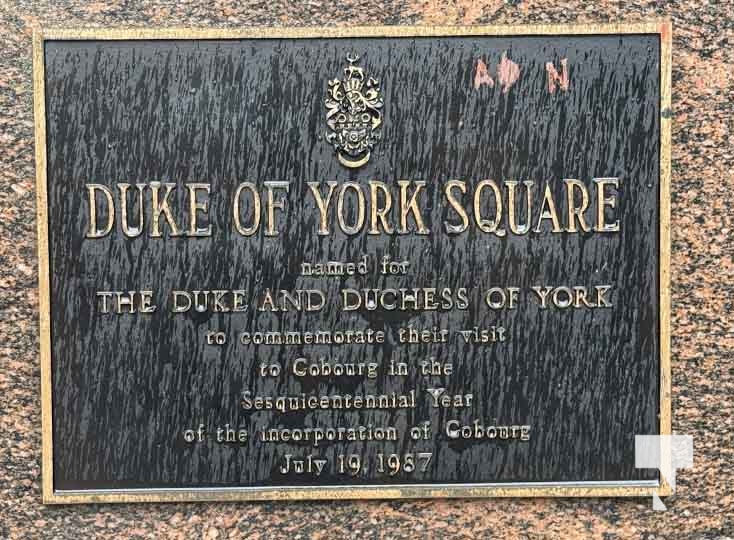 DUKE OF YORK SQUARE
named for
THE DUKE AND DUCHESS OF YORK
to commemorate their visit
to Cobourg in the
Sesquicentennial Year
of the incorporation of Cobourg
July 19, 1987